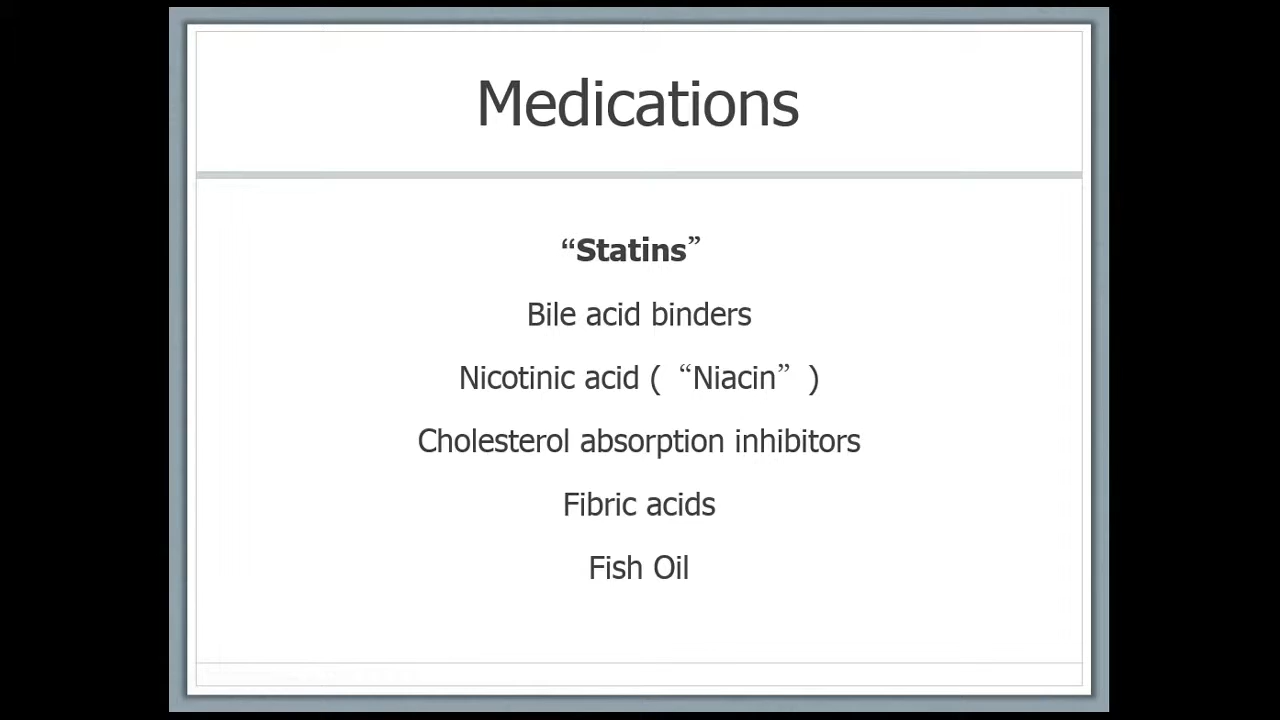 Medications
“Statins”
Bile acid binders
Nicotinic acid ( “Niacin” )
Cholesterol absorption inhibitors
Fibric acids
Fish Oil